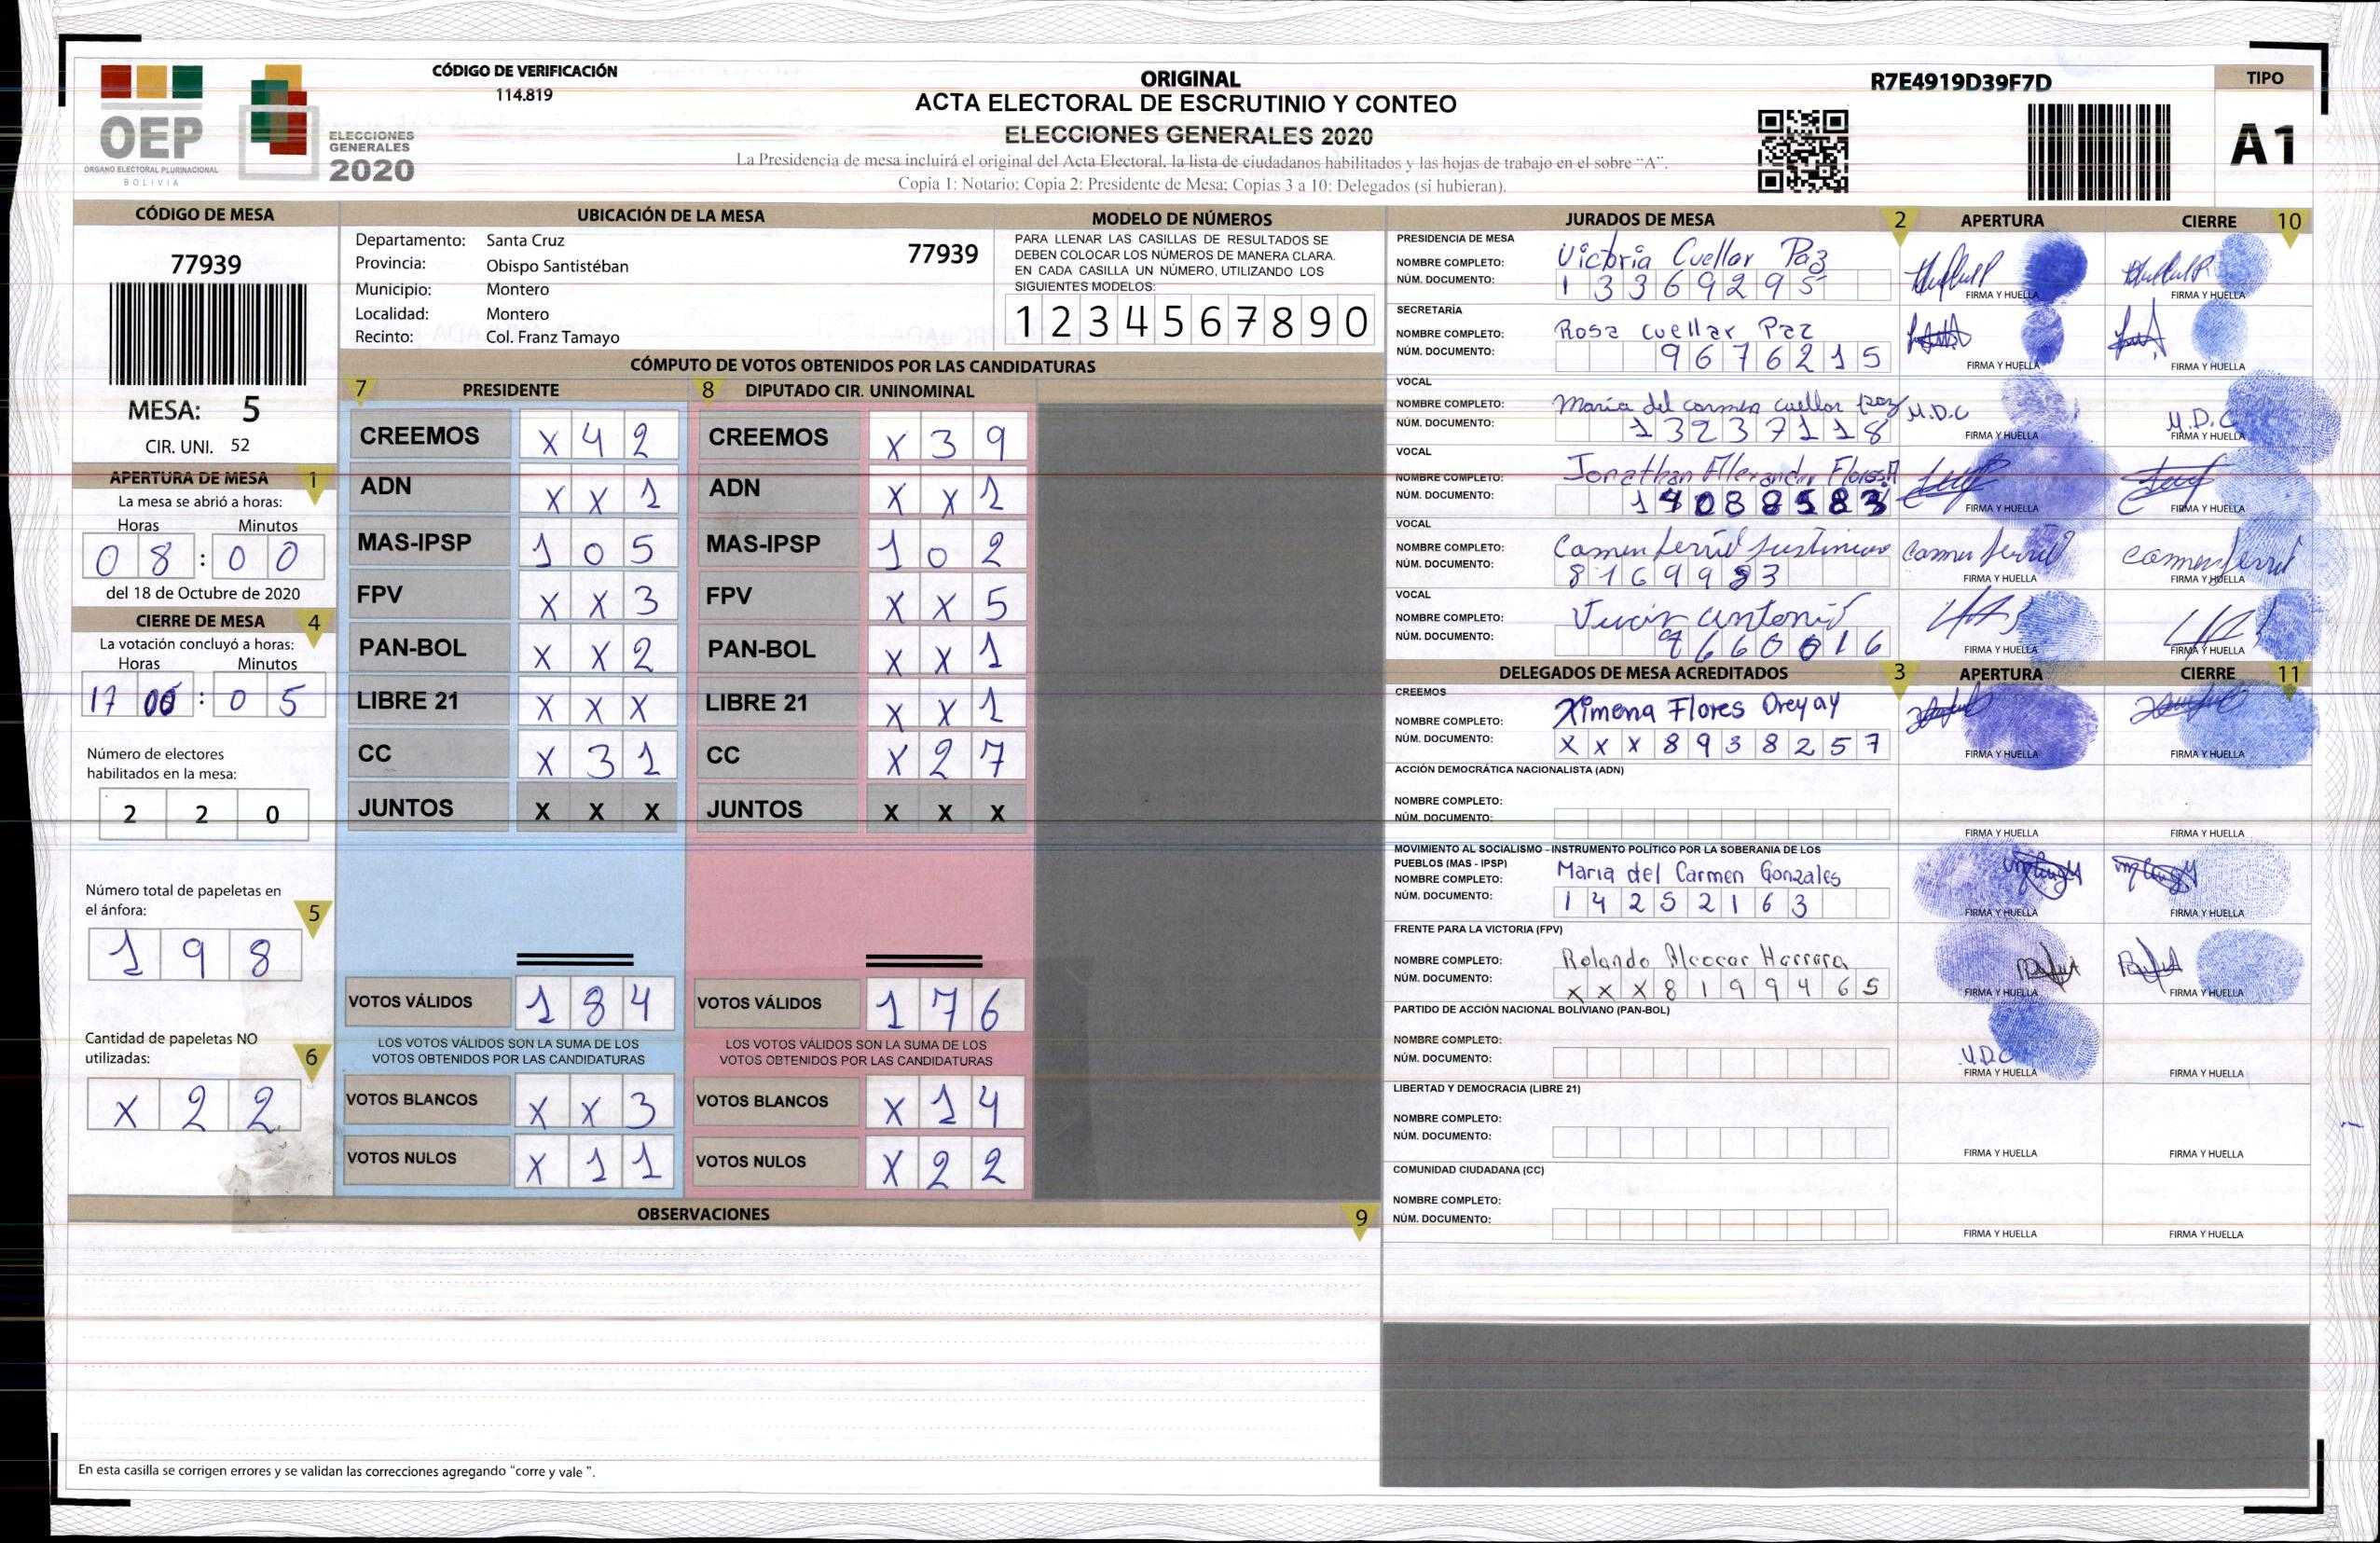 CÓDIGO DE VERIFICACIÓN
114.819
ORIGINAL
ACTA ELECTORAL DE ESCRUTINIO Y CONTEO
ELECCIONES GENERALES 2020
La Presidencia de mesa incluirá el original del Acta Electoral, la lista de ciudadanos habilitados y las hojas de trabajo en el sobre "A".
Copia 1: Notario; Copia 2: Presidente de Mesa; Copias 3 a 10: Delegados (si hubieran).
R7E4919D39F7D
TIPO
A1
OEP
ÓRGANO ELECTORAL PLURINACIONAL
BOLIVIA
ELECCIONES
GENERALES
2020
CÓDIGO DE MESA
77939
MESA: 5
CIR. UNI. 52
APERTURA DE MESA 1
La mesa se abrió a horas:
Horas Minutos
0 8 : 0 0
del 18 de Octubre de 2020
CIERRE DE MESA 4
La votación concluyó a horas:
Horas Minutos
17 : 0 5
Número de electores
habilitados en la mesa:
2 2 0
Número total de papeletas en
el ánfora: 5
1 9 8
Cantidad de papeletas NO
utilizadas: 6
X 2 2
UBICACIÓN DE LA MESA
Departamento: Santa Cruz 77939
Provincia: Obispo Santistéban
Municipio: Montero
Localidad: Montero
Recinto: Col. Franz Tamayo
MODELO DE NÚMEROS
PARA LLENAR LAS CASILLAS DE RESULTADOS SE
DEBEN COLOCAR LOS NÚMEROS DE MANERA CLARA.
EN CADA CASILLA UN NÚMERO, UTILIZANDO LOS
SIGUIENTES MODELOS:
1 2 3 4 5 6 7 8 9 0
CÓMPUTO DE VOTOS OBTENIDOS POR LAS CANDIDATURAS
7 PRESIDENTE
CREEMOS X 4 2
ADN X X 1
MAS-IPSP 1 0 5
FPV X X 3
PAN-BOL X X 2
LIBRE 21 X X X
CC X 3 1
JUNTOS X X X
VOTOS VÁLIDOS 1 8 4
LOS VOTOS VÁLIDOS SON LA SUMA DE LOS
VOTOS OBTENIDOS POR LAS CANDIDATURAS
VOTOS BLANCOS X X 3
VOTOS NULOS X 1 1
8 DIPUTADO CIR. UNINOMINAL
CREEMOS X 3 9
ADN X X 1
MAS-IPSP 1 0 2
FPV X X 5
PAN-BOL X X 1
LIBRE 21 X X 1
CC X 2 7
JUNTOS X X X
VOTOS VÁLIDOS 1 7 6
LOS VOTOS VÁLIDOS SON LA SUMA DE LOS
VOTOS OBTENIDOS POR LAS CANDIDATURAS
VOTOS BLANCOS X 1 4
VOTOS NULOS X 2 2
OBSERVACIONES 9
En esta casilla se corrigen errores y se validan las correcciones agregando "corre y vale ".
JURADOS DE MESA 2 APERTURA CIERRE 10
PRESIDENCIA DE MESA
NOMBRE COMPLETO: Victoria Cuellar Paz
NÚM. DOCUMENTO: 1 3 3 6 9 2 9 5
FIRMA Y HUELLA FIRMA Y HUELLA
SECRETARÍA
NOMBRE COMPLETO: Rosa Cuellar Paz
NÚM. DOCUMENTO: 9 6 7 6 2 1 5
FIRMA Y HUELLA FIRMA Y HUELLA
VOCAL
NOMBRE COMPLETO: María del carmen cuellar paz M.D.C M.D.C
NÚM. DOCUMENTO: 1 3 2 3 7 1 1 8
FIRMA Y HUELLA FIRMA Y HUELLA
VOCAL
NOMBRE COMPLETO: Jonathan Flores
NÚM. DOCUMENTO:
FIRMA Y HUELLA FIRMA Y HUELLA
VOCAL
NOMBRE COMPLETO:
NÚM. DOCUMENTO: 8 1 6 9 9 8 3
FIRMA Y HUELLA FIRMA Y HUELLA
VOCAL
NOMBRE COMPLETO: antonio
NÚM. DOCUMENTO: 9 6 6 0 0 1 6
FIRMA Y HUELLA FIRMA Y HUELLA
DELEGADOS DE MESA ACREDITADOS 3 APERTURA CIERRE 11
CREEMOS
NOMBRE COMPLETO: Ximena Flores Oreyay
NÚM. DOCUMENTO: X X X 8 9 3 8 2 5 7
FIRMA Y HUELLA FIRMA Y HUELLA
ACCIÓN DEMOCRÁTICA NACIONALISTA (ADN)
NOMBRE COMPLETO:
NÚM. DOCUMENTO:
FIRMA Y HUELLA FIRMA Y HUELLA
MOVIMIENTO AL SOCIALISMO - INSTRUMENTO POLÍTICO POR LA SOBERANIA DE LOS
PUEBLOS (MAS - IPSP)
NOMBRE COMPLETO: Maria del Carmen Gonzales
NÚM. DOCUMENTO: 1 4 2 5 2 1 6 3
FIRMA Y HUELLA FIRMA Y HUELLA
FRENTE PARA LA VICTORIA (FPV)
NOMBRE COMPLETO: Rolando Alcocer Herrera
NÚM. DOCUMENTO: X X X 8 1 9 9 4 6 5
FIRMA Y HUELLA FIRMA Y HUELLA
PARTIDO DE ACCIÓN NACIONAL BOLIVIANO (PAN-BOL)
NOMBRE COMPLETO:
NÚM. DOCUMENTO:
FIRMA Y HUELLA FIRMA Y HUELLA
LIBERTAD Y DEMOCRACIA (LIBRE 21)
NOMBRE COMPLETO:
NÚM. DOCUMENTO:
FIRMA Y HUELLA FIRMA Y HUELLA
COMUNIDAD CIUDADANA (CC)
NOMBRE COMPLETO:
NÚM. DOCUMENTO:
FIRMA Y HUELLA FIRMA Y HUELLA